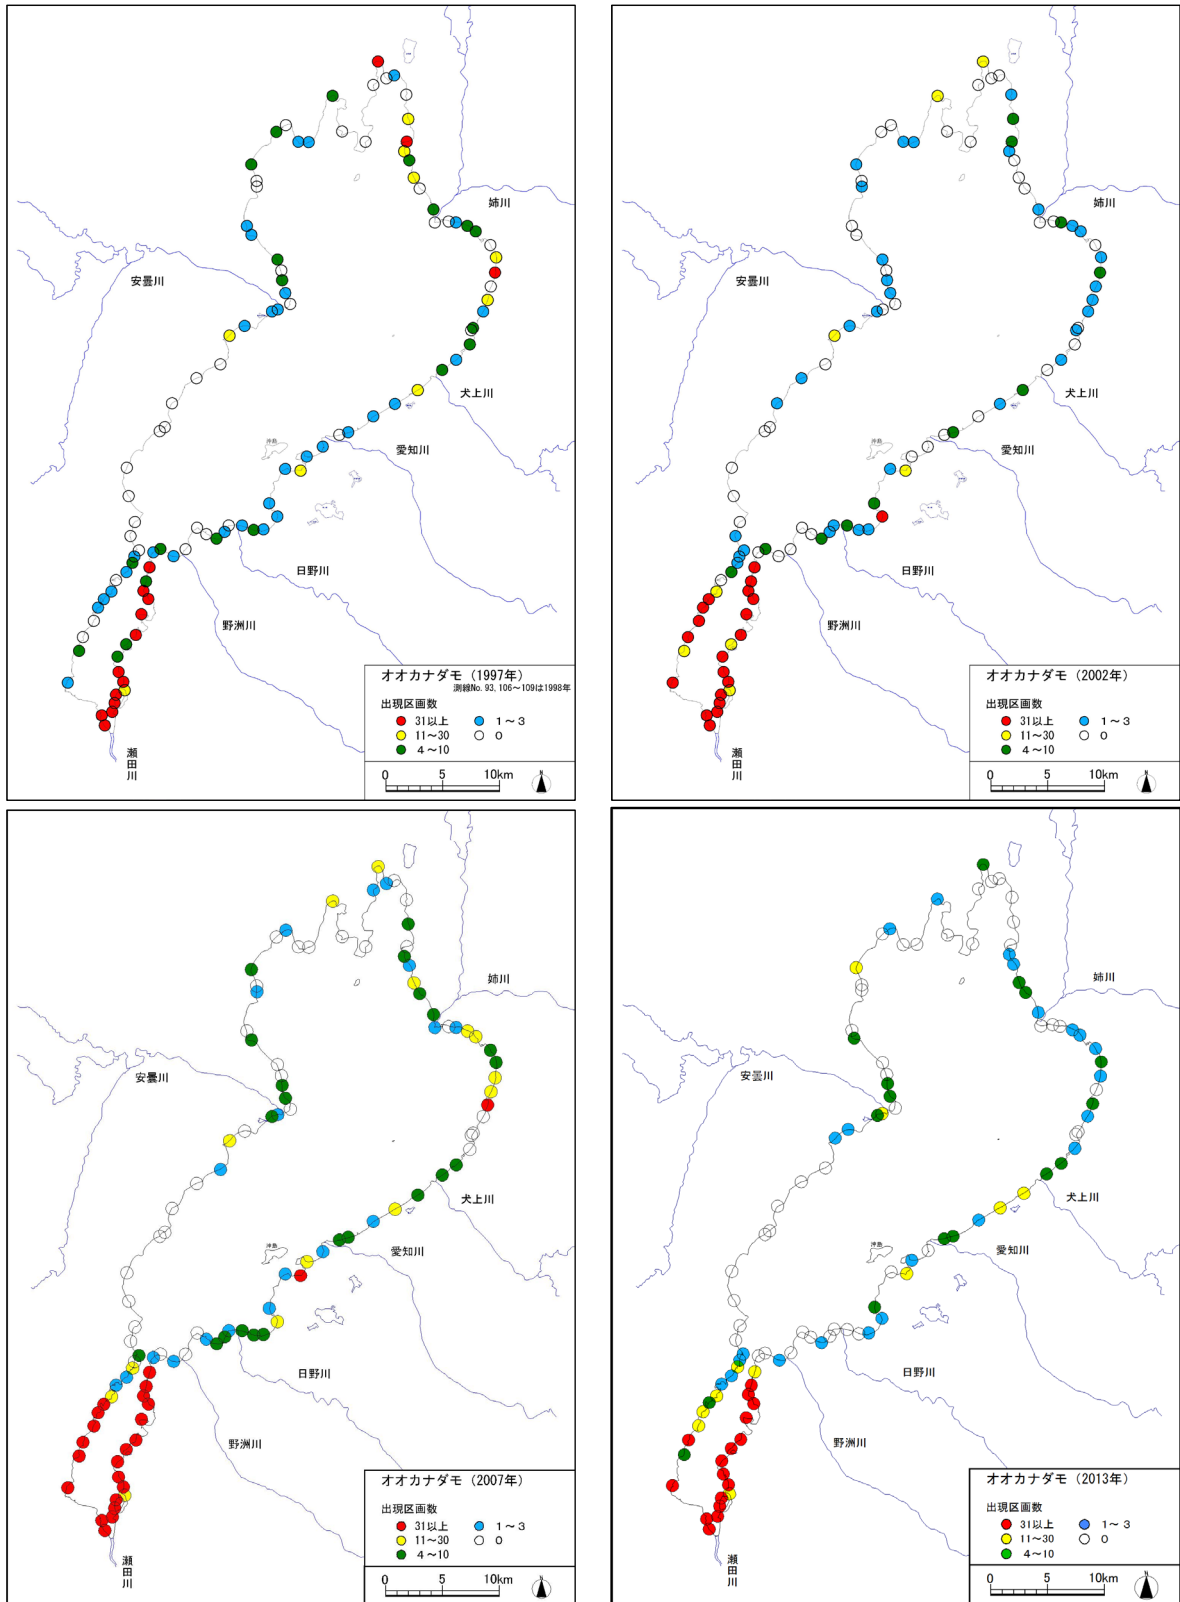 姉川
安曇川
犬上川
愛知川
沖島
日野川
野洲川
瀬田川
オオカナダモ（1997年）
測線No. 93, 106～109は1998年
出現区画数
31以上
1～3
11～30
0
4～10
0 5 10km
N
姉川
安曇川
犬上川
愛知川
沖島
日野川
野洲川
瀬田川
オオカナダモ（2002年）
出現区画数
31以上
1～3
11～30
0
4～10
0 5 10km
N
姉川
安曇川
犬上川
沖島
愛知川
日野川
野洲川
瀬田川
オオカナダモ（2007年）
出現区画数
31以上
1～3
11～30
0
4～10
0 5 10km
N
姉川
安曇川
犬上川
沖島
愛知川
日野川
野洲川
瀬田川
オオカナダモ（2013年）
出現区画数
31以上
1～3
11～30
0
4～10
0 5 10km
N